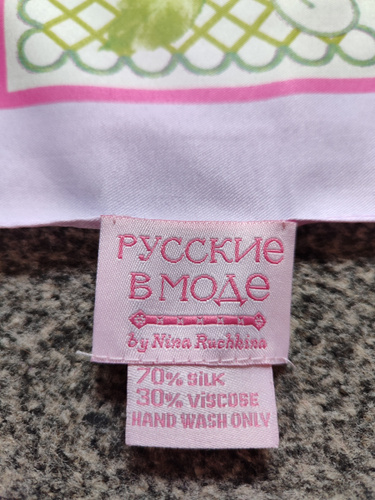 РУССКИЕ
В МОДЕ
by Nina Ruchkina
70% SILK
30% VISCOSE
HAND WASH ONLY